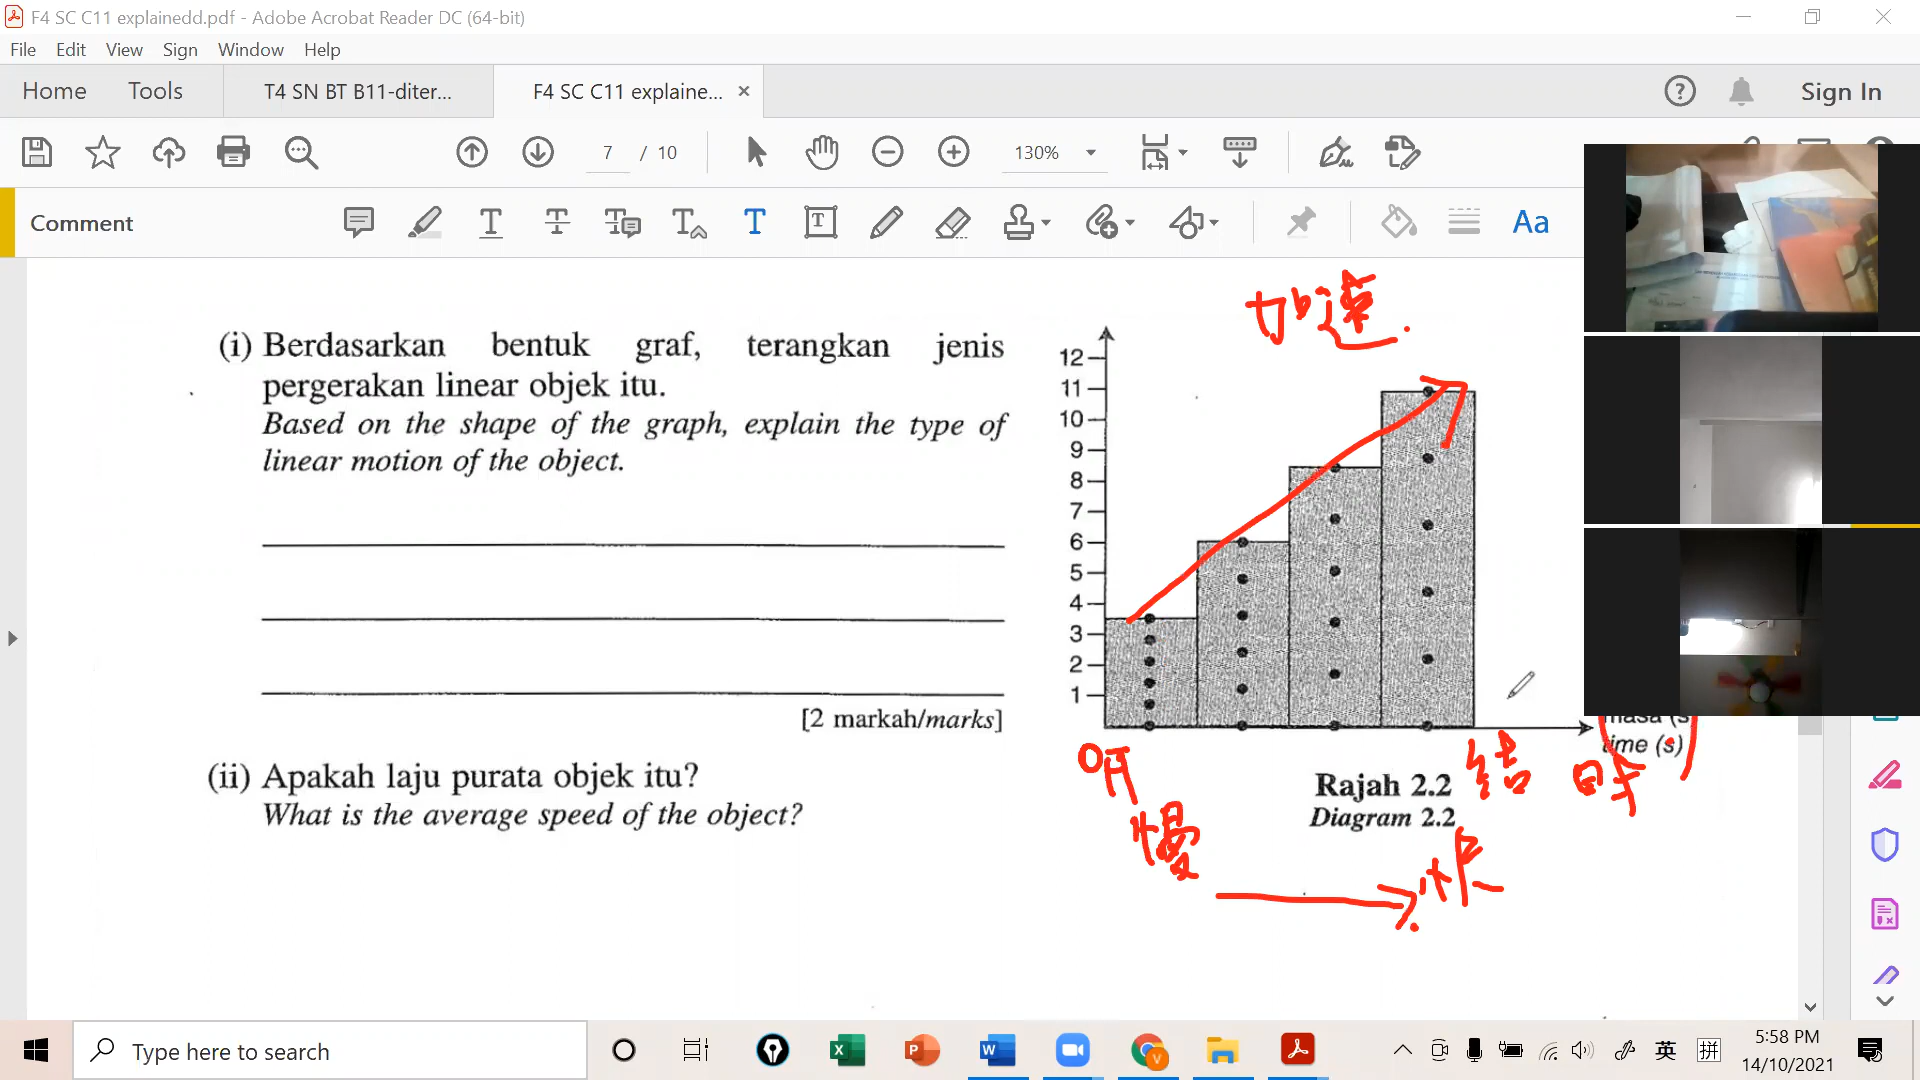 F4 SC C11 explainedd.pdf - Adobe Acrobat Reader DC (64-bit)
File Edit View Sign Window Help
Home Tools T4 SN BT B11-diter... F4 SC C11 explaine... Sign In
7 / 10 130%
Comment
(i) Berdasarkan bentuk graf, terangkan jenis
pergerakan linear objek itu.
Based on the shape of the graph, explain the type of
linear motion of the object.
[2 markah/marks]
(ii) Apakah laju purata objek itu?
What is the average speed of the object?
加速
12
11
10
9
8
7
6
5
4
3
2
1
masa (s
time (s)
Rajah 2.2
Diagram 2.2
开
结
时
慢
快
Type here to search
英 拼
5:58 PM
14/10/2021